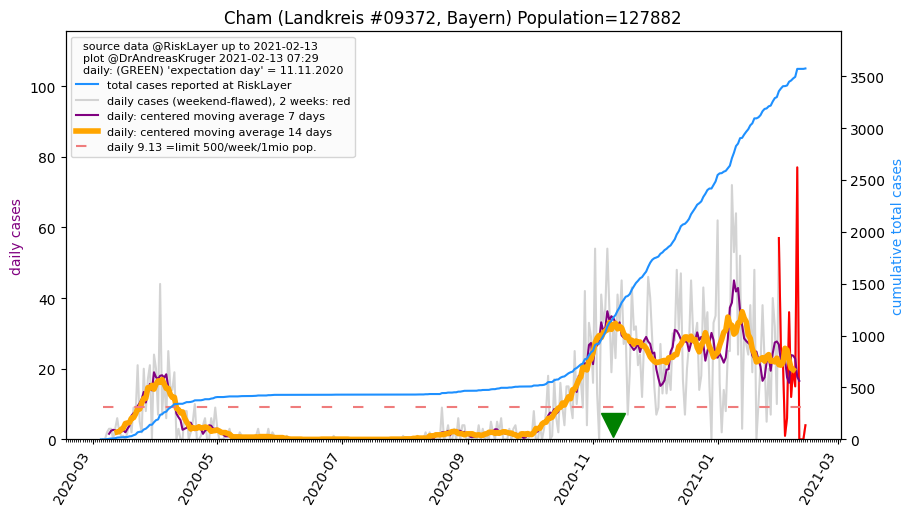 Cham (Landkreis #09372, Bayern) Population=127882
source data @RiskLayer up to 2021-02-13
plot @DrAndreasKruger 2021-02-13 07:29
daily: (GREEN) 'expectation day' = 11.11.2020
total cases reported at RiskLayer
daily cases (weekend-flawed), 2 weeks: red
daily: centered moving average 7 days
daily: centered moving average 14 days
daily 9.13 =limit 500/week/1mio pop.
daily cases
100
80
60
40
20
0
3500
3000
2500
2000
1500
1000
500
0
cumulative total cases
2020-03
2020-05
2020-07
2020-09
2020-11
2021-01
2021-03